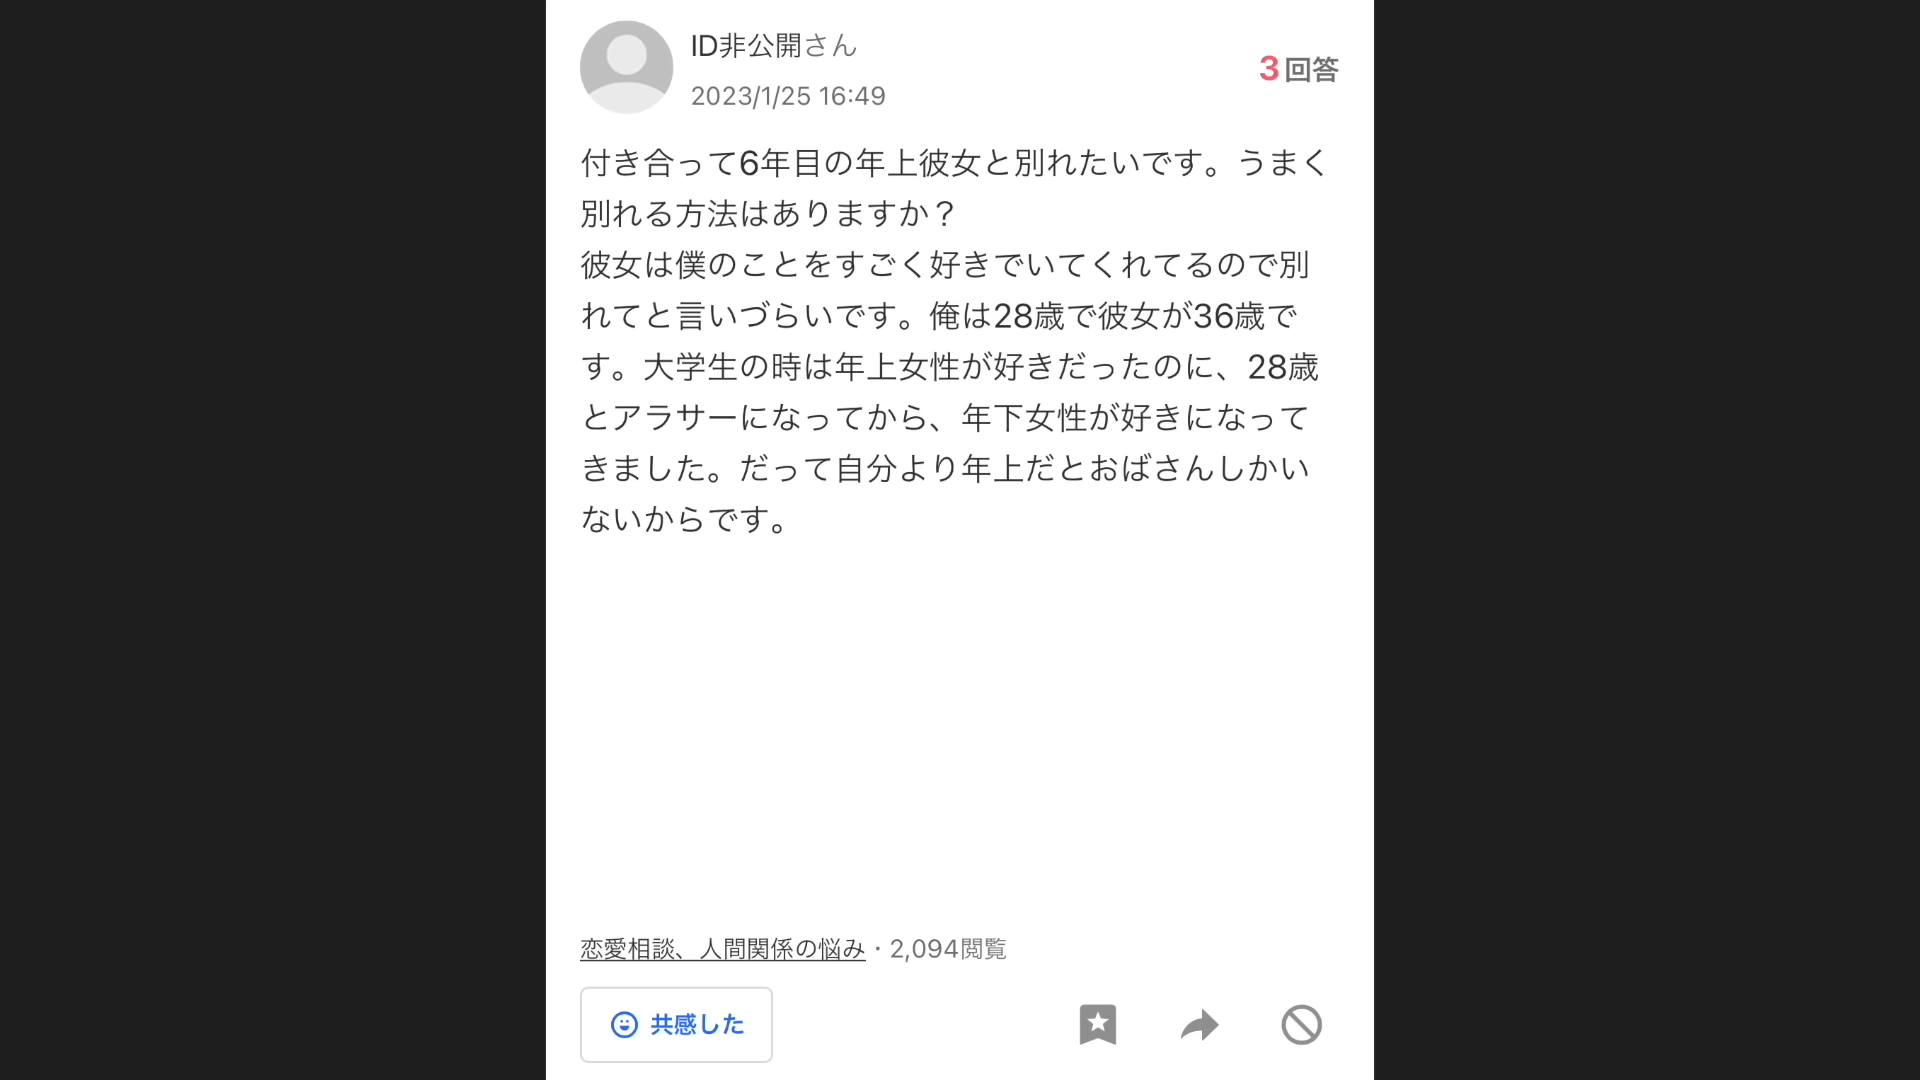 ID非公開さん
3回答
2023/1/25 16:49
付き合って6年目の年上彼女と別れたいです。うまく
別れる方法はありますか？
彼女は僕のことをすごく好きでいてくれてるので別
れてと言いづらいです。俺は28歳で彼女が36歳で
す。大学生の時は年上女性が好きだったのに、28歳
とアラサーになってから、年下女性が好きになって
きました。だって自分より年上だとおばさんしかい
ないからです。
恋愛相談、人間関係の悩み・2,094閲覧
共感した